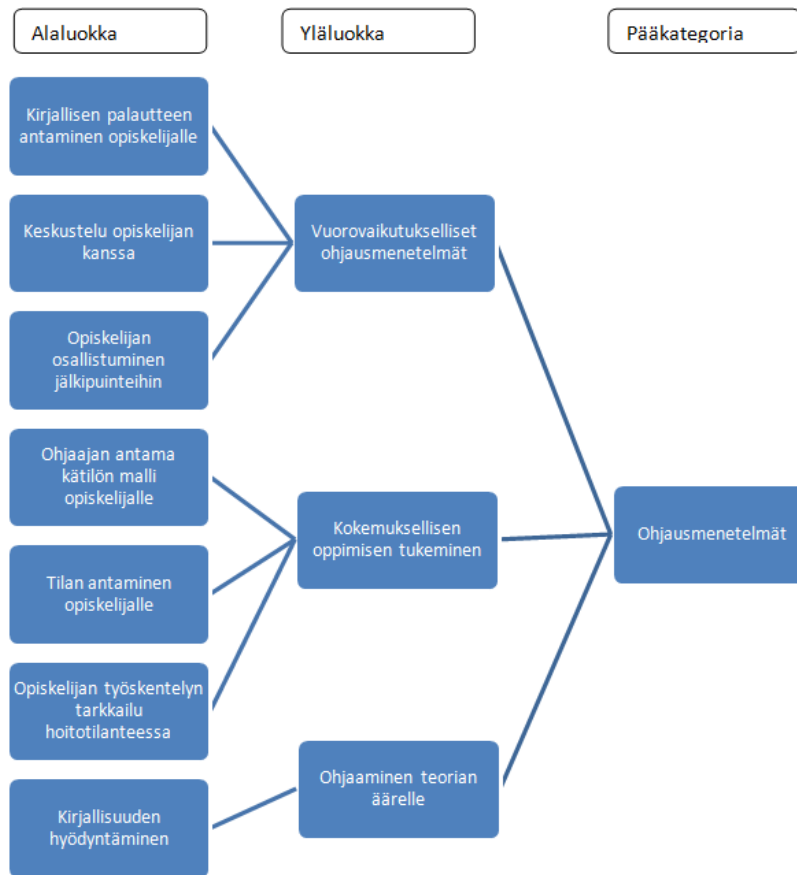 Alaluokka
Yläluokka
Pääkategoria
Kirjallisen palautteen
antaminen opiskelijalle
Keskustelu opiskelijan
kanssa
Opiskelijan
osallistuminen
jälkipuinteihin
Ohjaajan antama
kätilön malli
opiskelijalle
Tilan antaminen
opiskelijalle
Opiskelijan työskentelyn
tarkkailu
hoitotilanteessa
Kirjallisuuden
hyödyntäminen
Vuorovaikutukselliset
ohjausmenetelmät
Kokemuksellisen
oppimisen tukeminen
Ohjaaminen teorian
äärelle
Ohjausmenetelmät